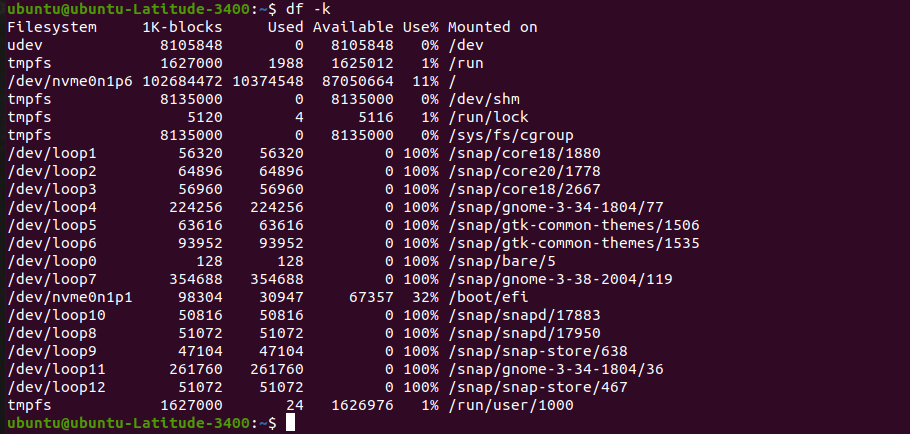 ubuntu@ubuntu-Latitude-3400:~$ df -k
Filesystem     1K-blocks     Used Available Use% Mounted on
udev             8105848        0   8105848   0% /dev
tmpfs            1627000     1988   1625012   1% /run
/dev/nvme0n1p6 102684472 10374548  87050664  11% /
tmpfs            8135000        0   8135000   0% /dev/shm
tmpfs               5120        4      5116   1% /run/lock
tmpfs            8135000        0   8135000   0% /sys/fs/cgroup
/dev/loop1         56320    56320         0 100% /snap/core18/1880
/dev/loop2         64896    64896         0 100% /snap/core20/1778
/dev/loop3         56960    56960         0 100% /snap/core18/2667
/dev/loop4        224256   224256         0 100% /snap/gnome-3-34-1804/77
/dev/loop5         63616    63616         0 100% /snap/gtk-common-themes/1506
/dev/loop6         93952    93952         0 100% /snap/gtk-common-themes/1535
/dev/loop0           128      128         0 100% /snap/bare/5
/dev/loop7        354688   354688         0 100% /snap/gnome-3-38-2004/119
/dev/nvme0n1p1     98304    30947     67357  32% /boot/efi
/dev/loop10        50816    50816         0 100% /snap/snapd/17883
/dev/loop8         51072    51072         0 100% /snap/snapd/17950
/dev/loop9         47104    47104         0 100% /snap/snap-store/638
/dev/loop11       261760   261760         0 100% /snap/gnome-3-34-1804/36
/dev/loop12        51072    51072         0 100% /snap/snap-store/467
tmpfs            1627000       24   1626976   1% /run/user/1000
ubuntu@ubuntu-Latitude-3400:~$